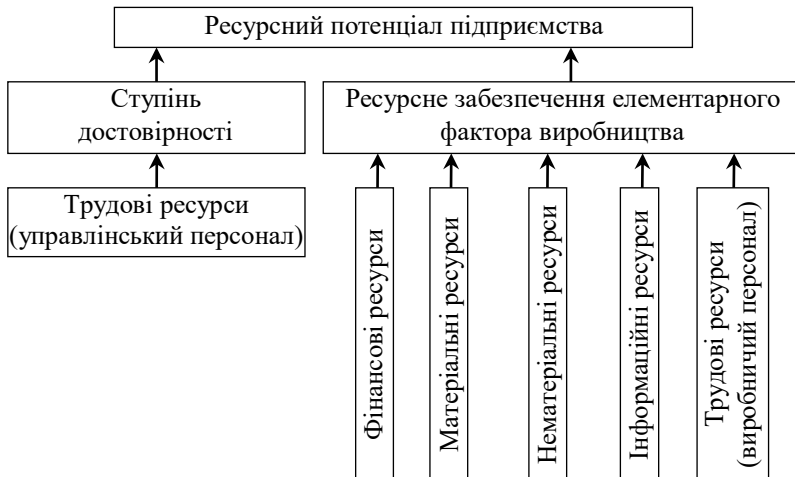 Ресурсний потенціал підприємства
Ступінь
достовірності
Ресурсне забезпечення елементарного
фактора виробництва
Трудові ресурси
(управлінський персонал)
Фінансові ресурси
Матеріальні ресурси
Нематеріальні ресурси
Інформаційні ресурси
Трудові ресурси
(виробничий персонал)